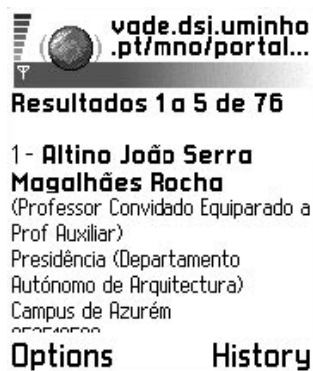 vade.dsi.uminho
.pt/mno/portal...
Resultados 1 a 5 de 76
1- Altino João Serra
Magalhães Rocha
(Professor Convidado Equiparado a
Prof Auxiliar)
Presidência (Departamento
Autónomo de Arquitectura)
Campus de Azurém
Options History